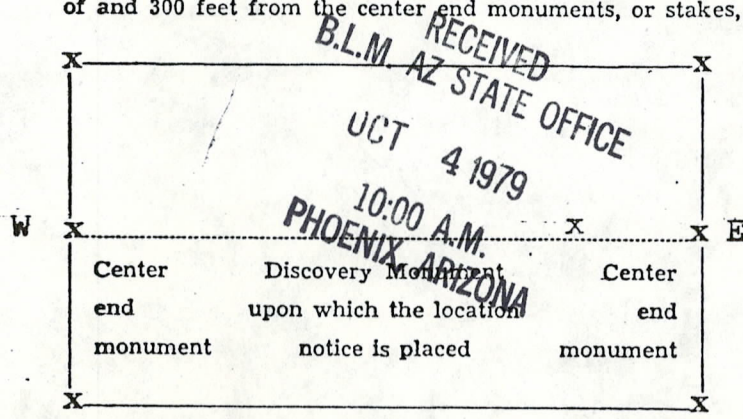 of and 300 feet from the center end monuments, or stakes,
X X
RECEIVED
B.L.M. AZ STATE OFFICE
OCT 4 1979
10:00 A.M.
PHOENIX, ARIZONA
W X X X E
Center Discovery Monument Center
end upon which the location end
monument notice is placed monument
X X